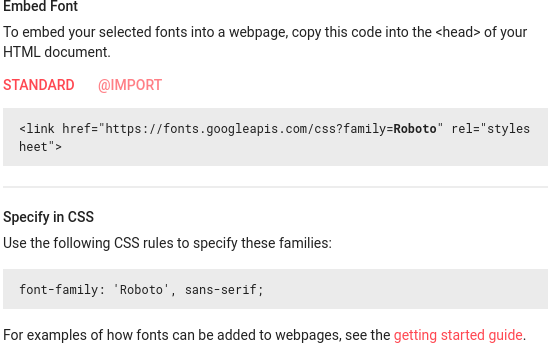 Embed Font
To embed your selected fonts into a webpage, copy this code into the <head> of your
HTML document.
STANDARD @IMPORT
<link href="https://fonts.googleapis.com/css?family=Roboto" rel="styles
heet">
Specify in CSS
Use the following CSS rules to specify these families:
font-family: 'Roboto', sans-serif;
For examples of how fonts can be added to webpages, see the getting started guide.